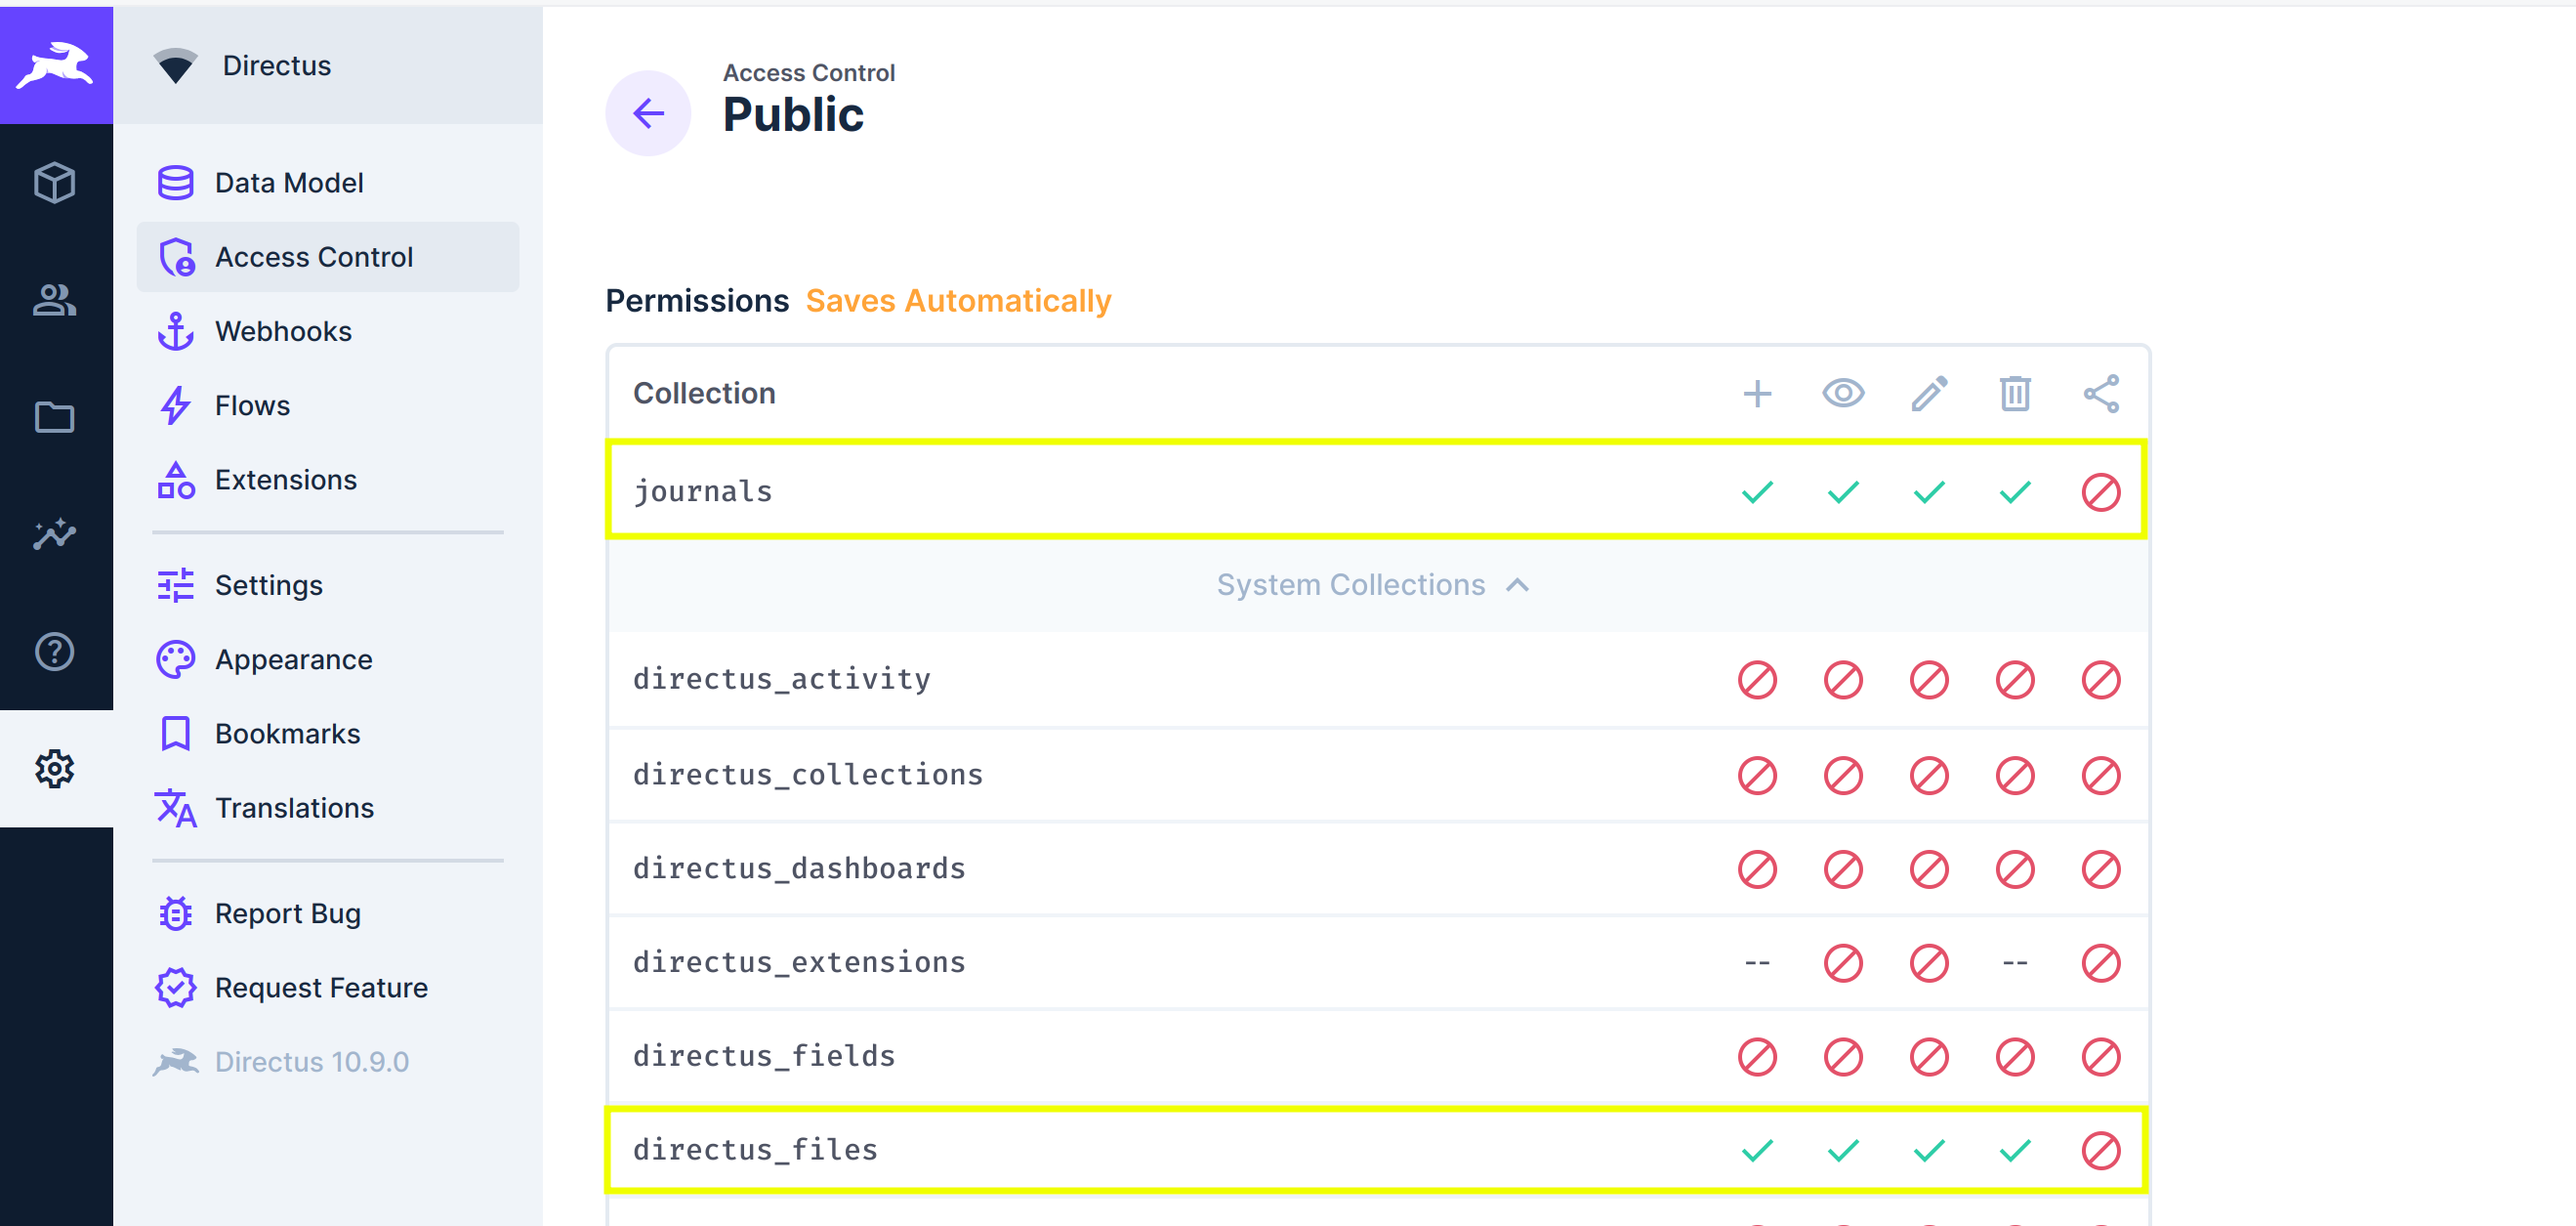 Directus
Data Model
Access Control
Webhooks
Flows
Extensions
Settings
Appearance
Bookmarks
Translations
Report Bug
Request Feature
Directus 10.9.0
Access Control
Public
Permissions Saves Automatically
Collection
journals
System Collections
directus_activity
directus_collections
directus_dashboards
directus_extensions -- --
directus_fields
directus_files